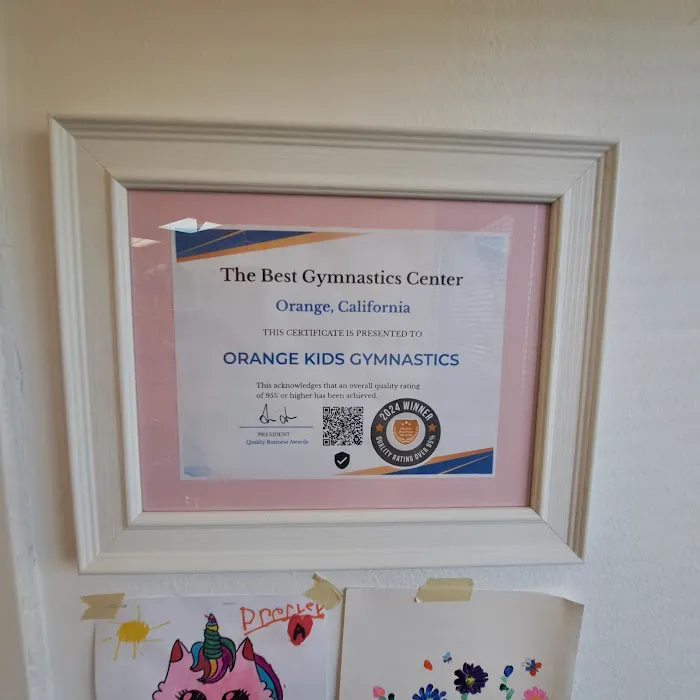 The Best Gymnastics Center
Orange, California
THIS CERTIFICATE IS PRESENTED TO
ORANGE KIDS GYMNASTICS
This acknowledges that an overall quality rating
of 95% or higher has been achieved.
PRESIDENT
Quality Business Awards
2024 WINNER
QUALITY RATING OVER 95%
A